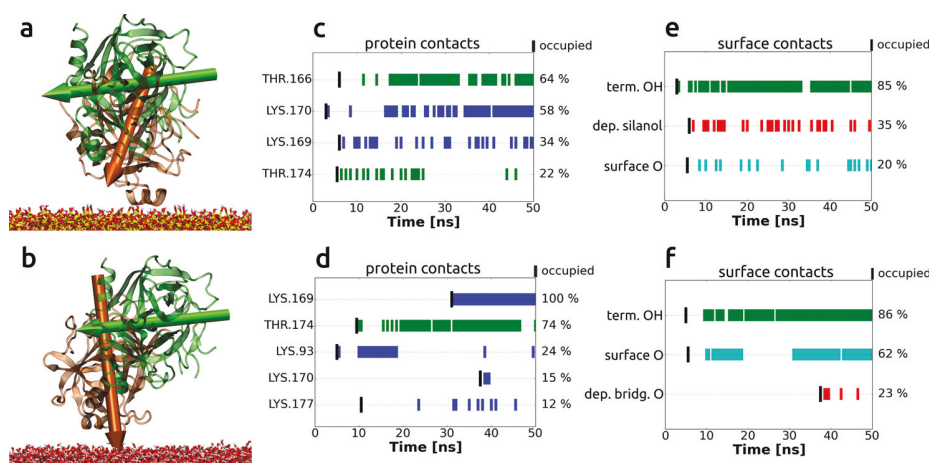 a
c
protein contacts
occupied
THR.166
64 %
LYS.170
58 %
LYS.169
34 %
THR.174
22 %
0 10 20 30 40 50
Time [ns]
e
surface contacts
occupied
term. OH
85 %
dep. silanol
35 %
surface O
20 %
0 10 20 30 40 50
Time [ns]
b
d
protein contacts
occupied
LYS.169
100 %
THR.174
74 %
LYS.93
24 %
LYS.170
15 %
LYS.177
12 %
0 10 20 30 40 50
Time [ns]
f
surface contacts
occupied
term. OH
86 %
surface O
62 %
dep. bridg. O
23 %
0 10 20 30 40 50
Time [ns]